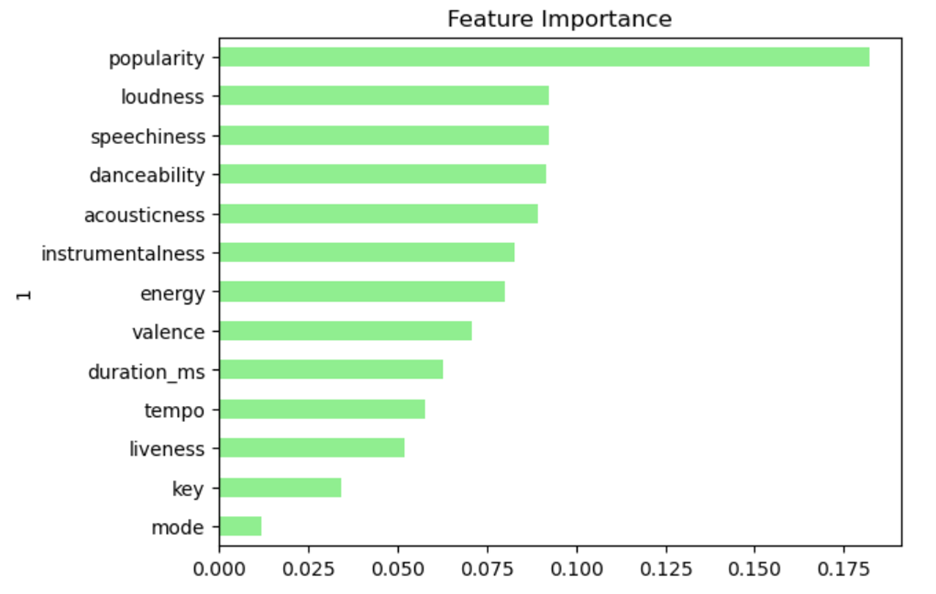 Feature Importance
popularity
loudness
speechiness
danceability
acousticness
instrumentalness
energy
valence
duration_ms
tempo
liveness
key
mode
1
0.000 0.025 0.050 0.075 0.100 0.125 0.150 0.175